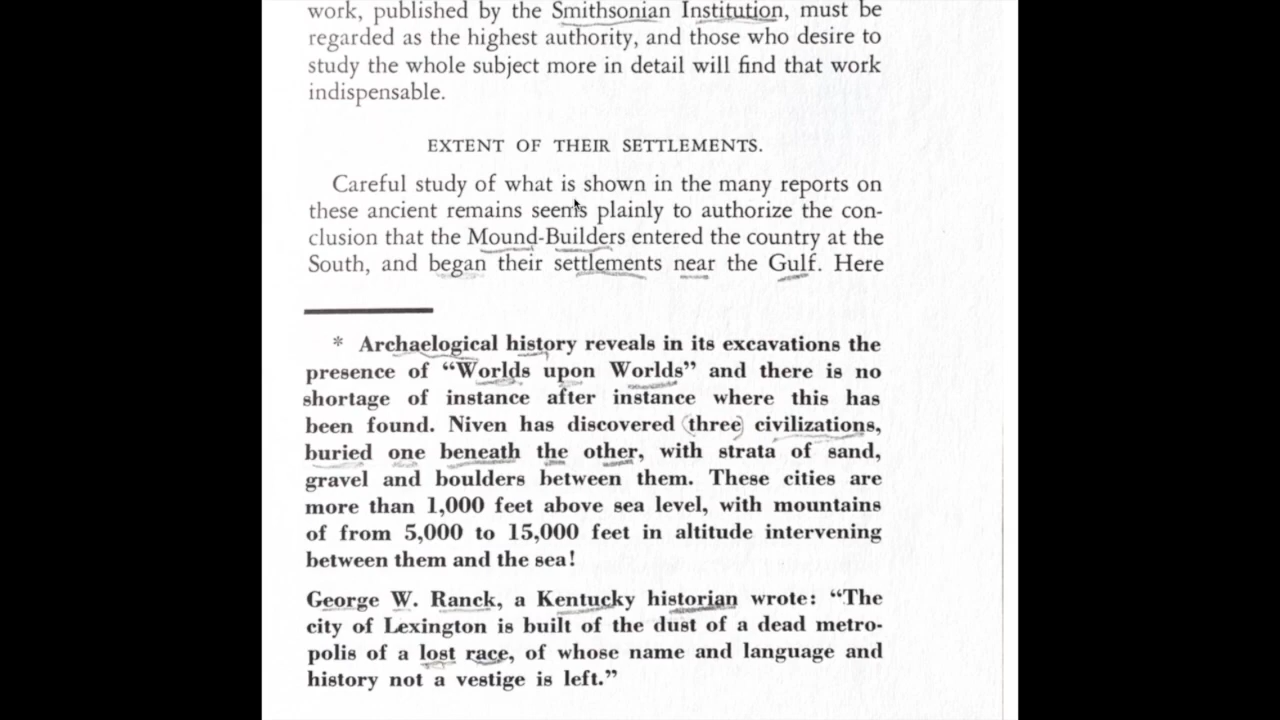 work, published by the Smithsonian Institution, must be
regarded as the highest authority, and those who desire to
study the whole subject more in detail will find that work
indispensable.
EXTENT OF THEIR SETTLEMENTS.
Careful study of what is shown in the many reports on
these ancient remains seems plainly to authorize the con-
clusion that the Mound-Builders entered the country at the
South, and began their settlements near the Gulf. Here
* Archaelogical history reveals in its excavations the
presence of “Worlds upon Worlds” and there is no
shortage of instance after instance where this has
been found. Niven has discovered (three) civilizations,
buried one beneath the other, with strata of sand,
gravel and boulders between them. These cities are
more than 1,000 feet above sea level, with mountains
of from 5,000 to 15,000 feet in altitude intervening
between them and the sea!
George W. Ranck, a Kentucky historian wrote: “The
city of Lexington is built of the dust of a dead metro-
polis of a lost race, of whose name and language and
history not a vestige is left.”